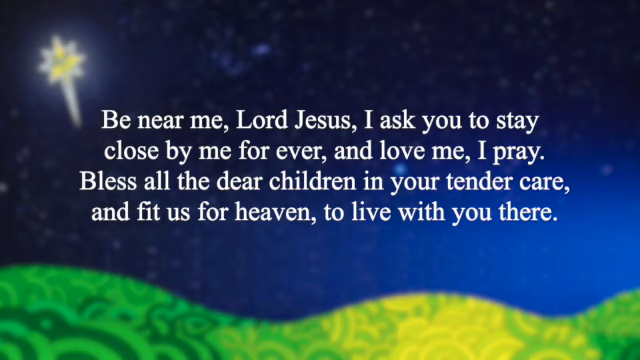 Be near me, Lord Jesus, I ask you to stay
close by me for ever, and love me, I pray.
Bless all the dear children in your tender care,
and fit us for heaven, to live with you there.